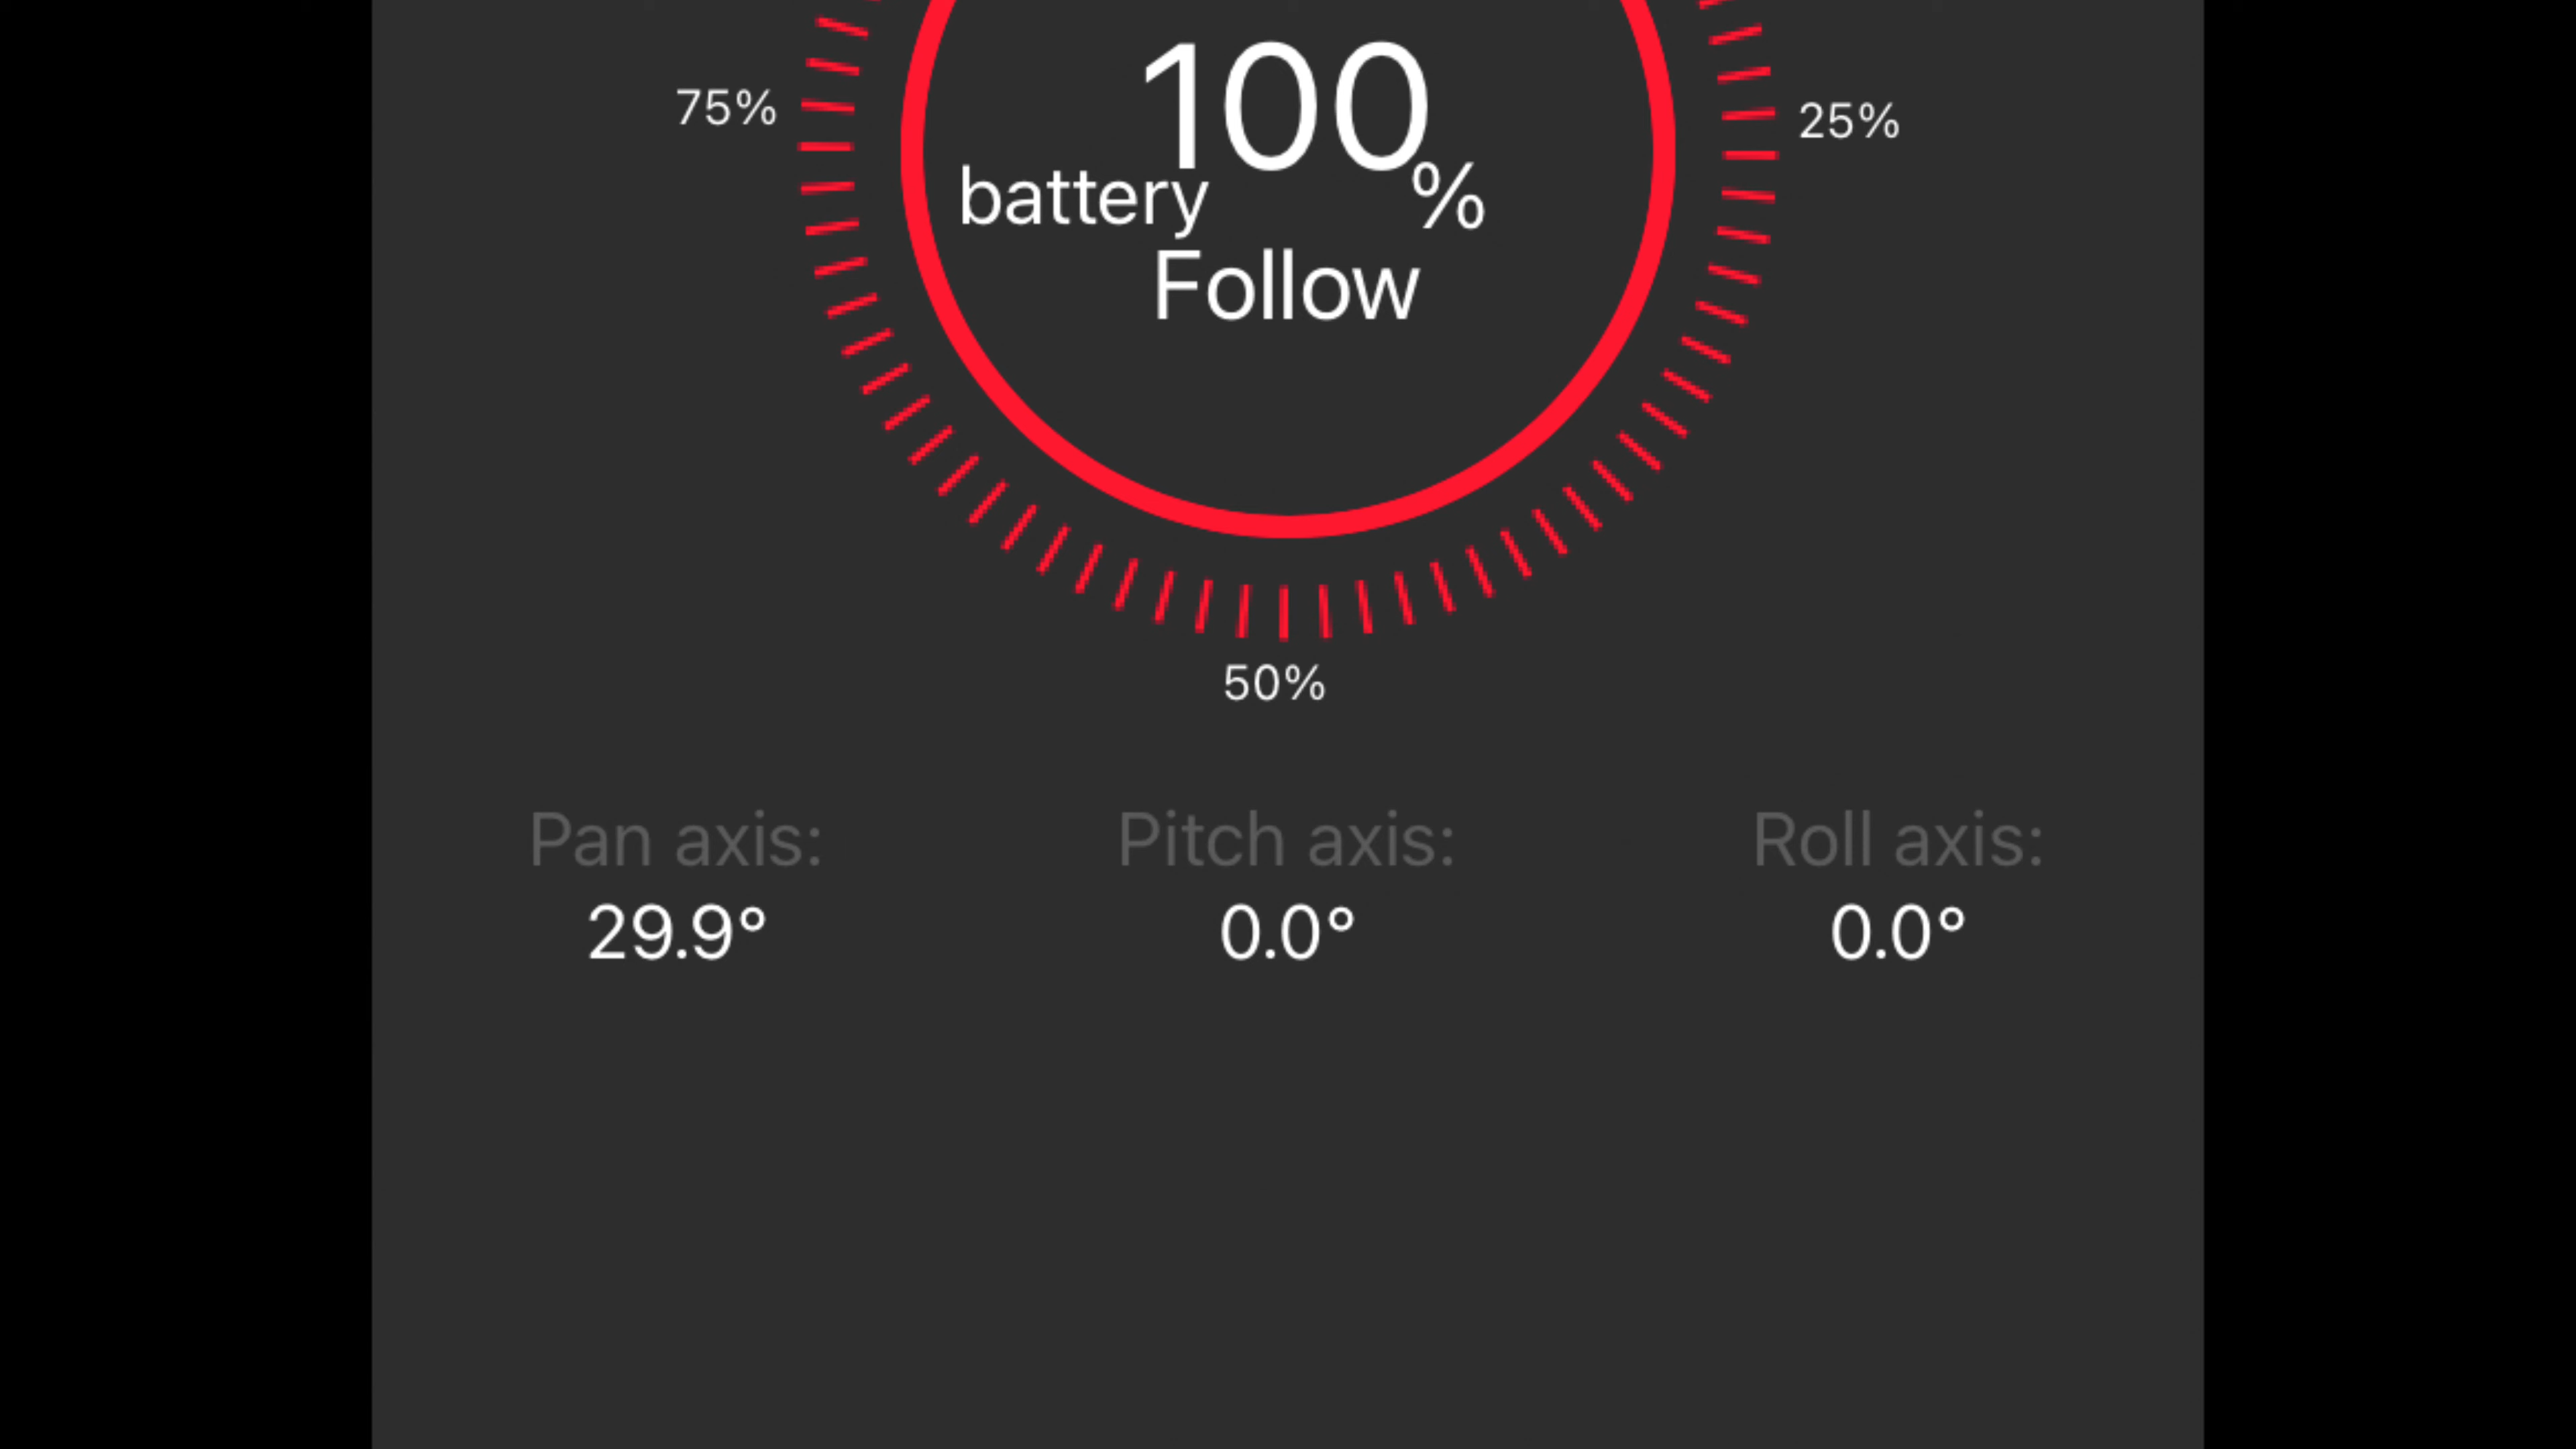 100
75%
25%
battery %
Follow
50%
Pan axis: Pitch axis: Roll axis:
29.9° 0.0° 0.0°